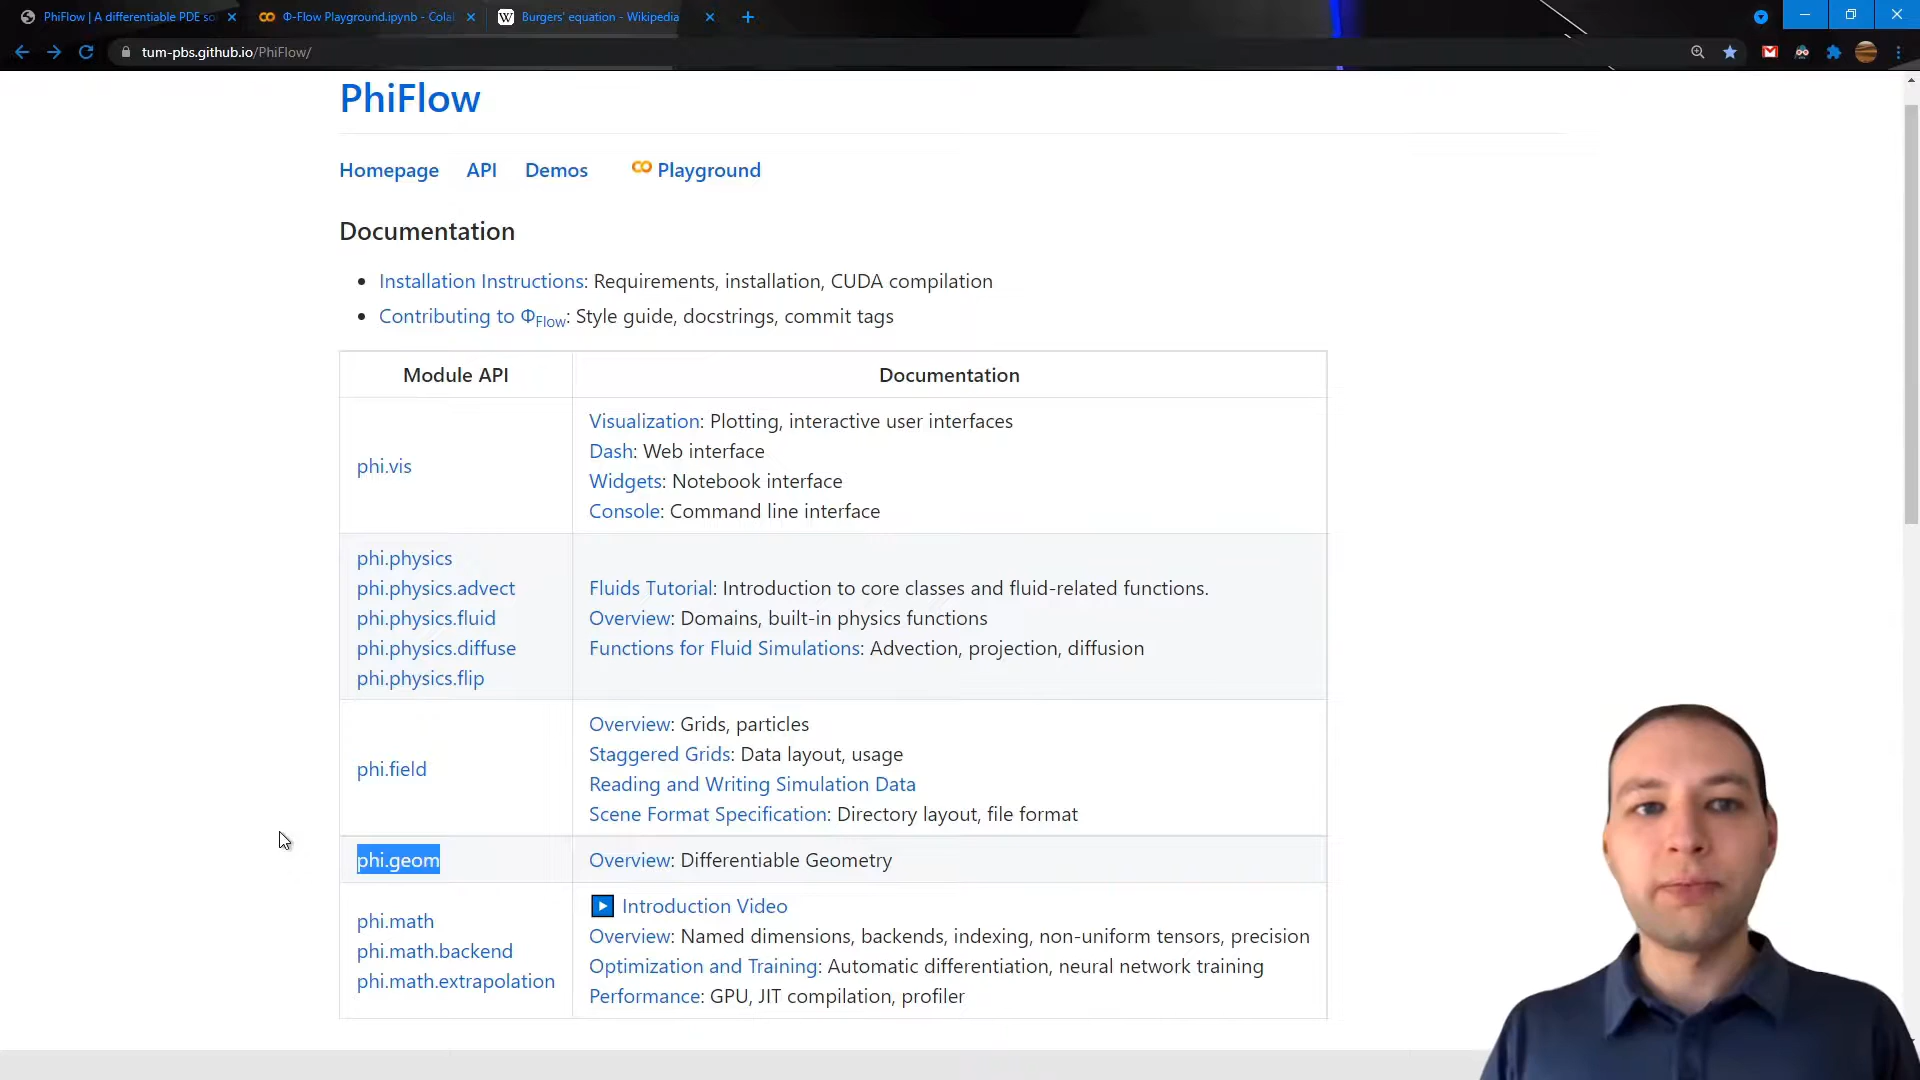 PhiFlow | A differentiable PDE so
Φ-Flow Playground.ipynb - Colab
Burgers' equation - Wikipedia
tum-pbs.github.io/PhiFlow/
PhiFlow
Homepage API Demos Playground
Documentation
Installation Instructions: Requirements, installation, CUDA compilation
Contributing to ΦFlow: Style guide, docstrings, commit tags
Module API Documentation
phi.vis
Visualization: Plotting, interactive user interfaces
Dash: Web interface
Widgets: Notebook interface
Console: Command line interface
phi.physics
phi.physics.advect
phi.physics.fluid
phi.physics.diffuse
phi.physics.flip
Fluids Tutorial: Introduction to core classes and fluid-related functions.
Overview: Domains, built-in physics functions
Functions for Fluid Simulations: Advection, projection, diffusion
phi.field
Overview: Grids, particles
Staggered Grids: Data layout, usage
Reading and Writing Simulation Data
Scene Format Specification: Directory layout, file format
phi.geom
Overview: Differentiable Geometry
phi.math
phi.math.backend
phi.math.extrapolation
Introduction Video
Overview: Named dimensions, backends, indexing, non-uniform tensors, precision
Optimization and Training: Automatic differentiation, neural network training
Performance: GPU, JIT compilation, profiler